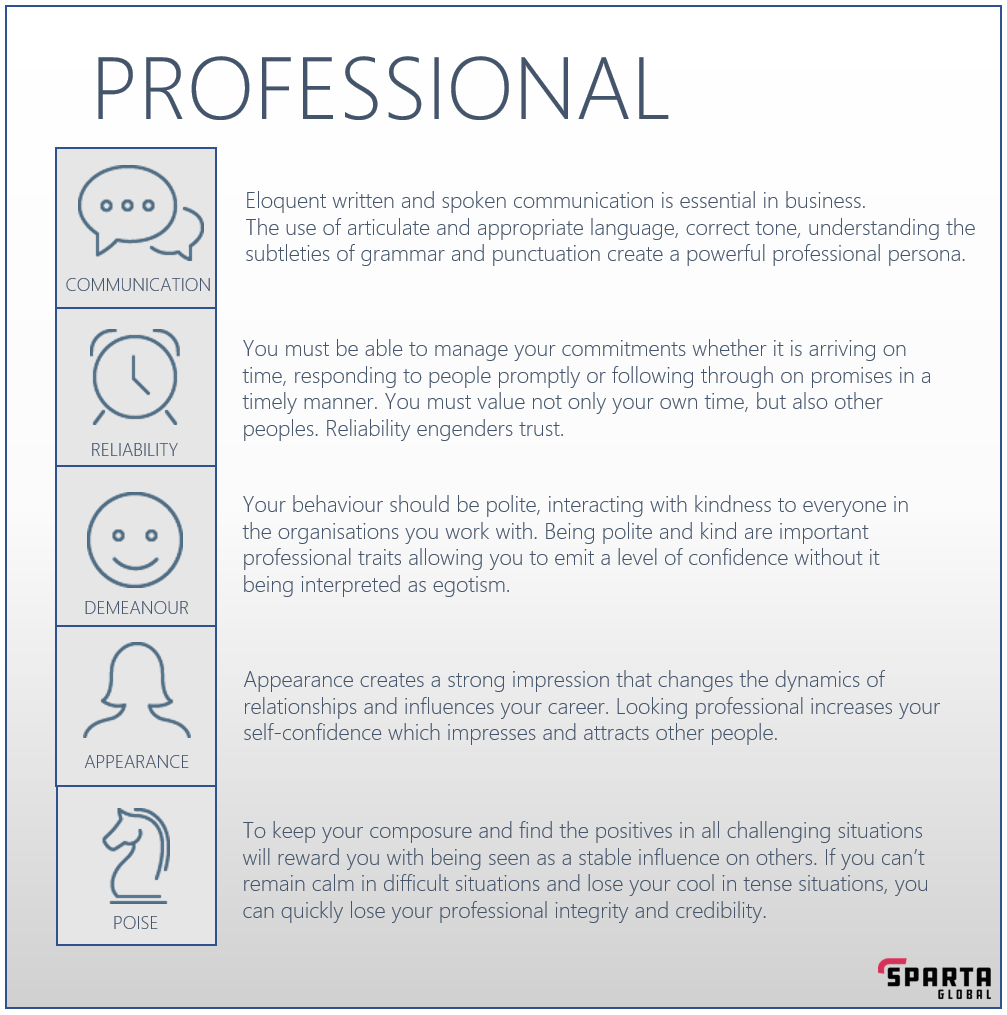 PROFESSIONAL
COMMUNICATION
Eloquent written and spoken communication is essential in business.
The use of articulate and appropriate language, correct tone, understanding the
subtleties of grammar and punctuation create a powerful professional persona.
RELIABILITY
You must be able to manage your commitments whether it is arriving on
time, responding to people promptly or following through on promises in a
timely manner. You must value not only your own time, but also other
peoples. Reliability engenders trust.
DEMEANOUR
Your behaviour should be polite, interacting with kindness to everyone in
the organisations you work with. Being polite and kind are important
professional traits allowing you to emit a level of confidence without it
being interpreted as egotism.
APPEARANCE
Appearance creates a strong impression that changes the dynamics of
relationships and influences your career. Looking professional increases your
self-confidence which impresses and attracts other people.
POISE
To keep your composure and find the positives in all challenging situations
will reward you with being seen as a stable influence on others. If you can’t
remain calm in difficult situations and lose your cool in tense situations, you
can quickly lose your professional integrity and credibility.
SPARTA
GLOBAL